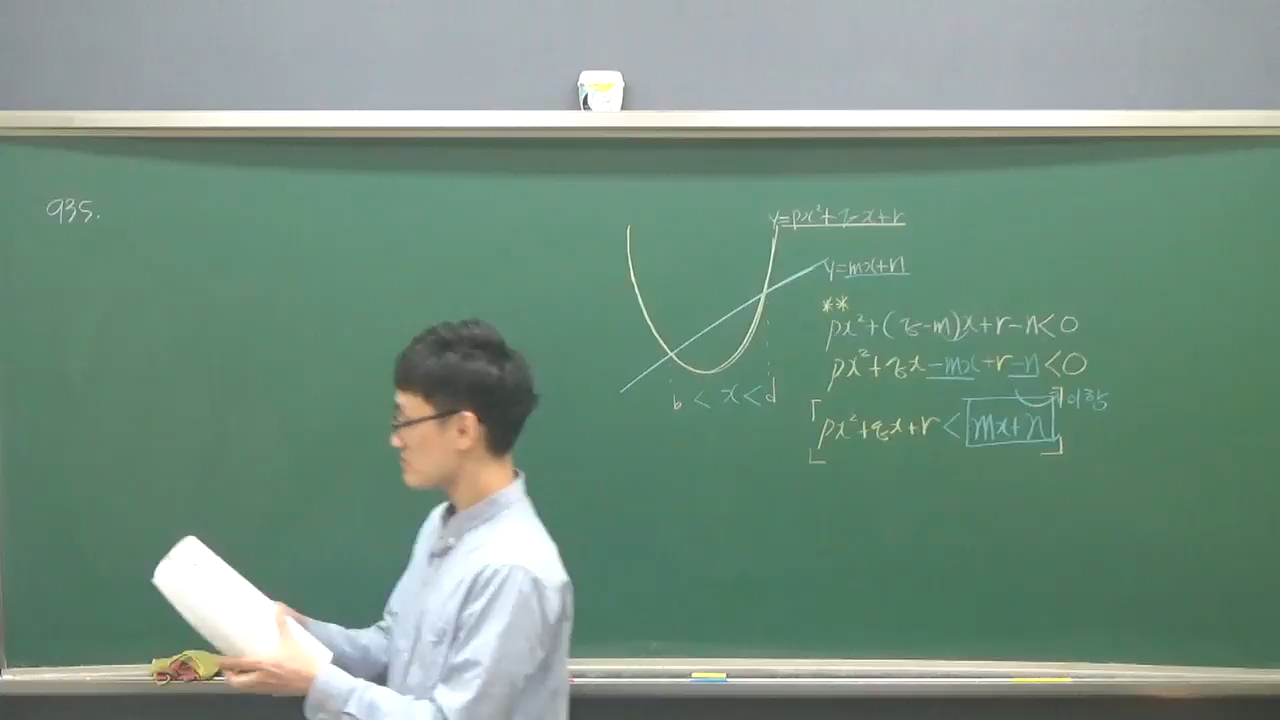 935.
y=px²+qx+r
y=mx+n
**
px²+(q-m)x+r-n<0
px²+qx-mx+r-n<0
이항
px²+qx+r<mx+n
b < x < d